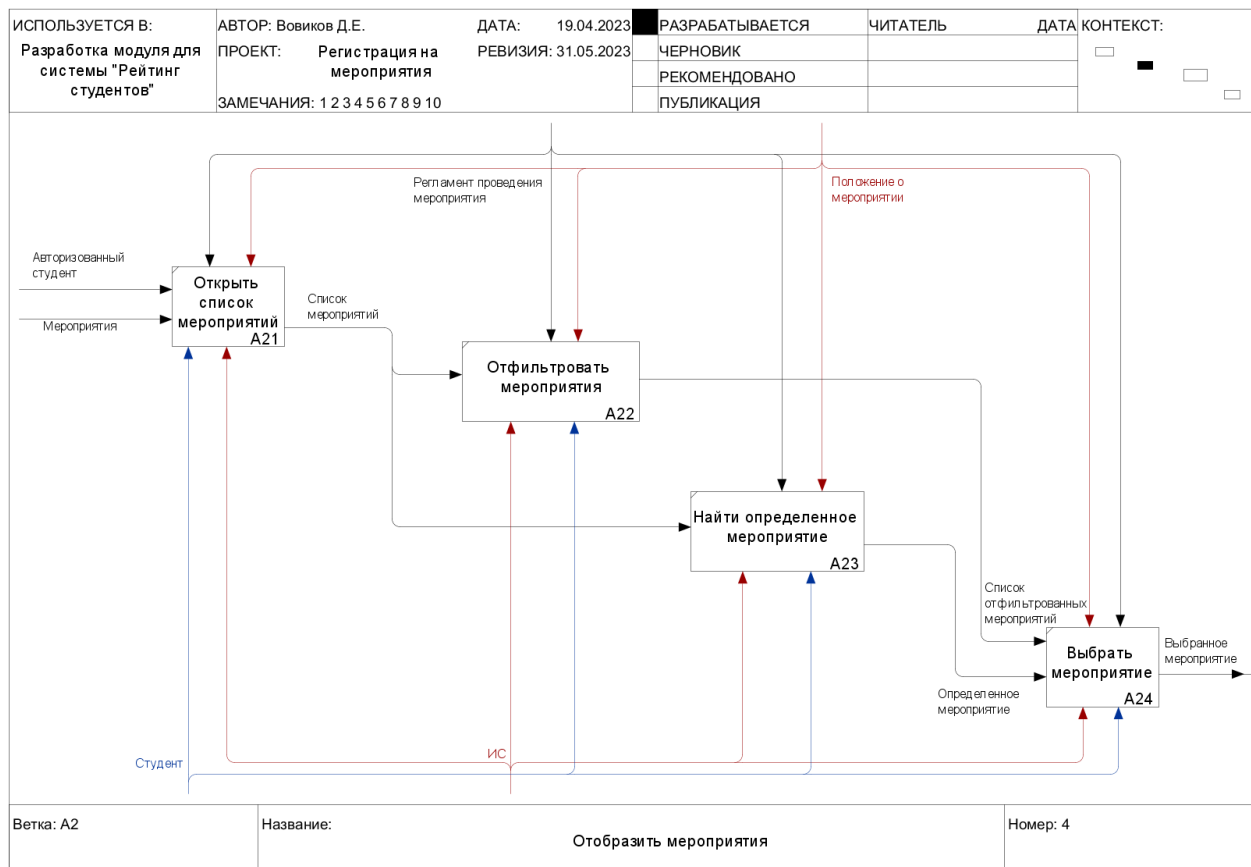 ИСПОЛЬЗУЕТСЯ В:
Разработка модуля для
системы "Рейтинг
студентов"
АВТОР: Вовиков Д.Е.
ДАТА: 19.04.2023
ПРОЕКТ: Регистрация на
мероприятия
РЕВИЗИЯ: 31.05.2023
ЗАМЕЧАНИЯ: 1 2 3 4 5 6 7 8 9 10
РАЗРАБАТЫВАЕТСЯ
ЧЕРНОВИК
РЕКОМЕНДОВАНО
ПУБЛИКАЦИЯ
ЧИТАТЕЛЬ
ДАТА
КОНТЕКСТ:
Регламент проведения
мероприятия
Положение о
мероприятии
Авторизованный
студент
Мероприятия
Открыть
список
мероприятий
A21
Список
мероприятий
Отфильтровать
мероприятия
A22
Найти определенное
мероприятие
A23
Список
отфильтрованных
мероприятий
Определенное
мероприятие
Выбрать
мероприятие
A24
Выбранное
мероприятие
ИС
Студент
Ветка: A2
Название:
Отобразить мероприятия
Номер: 4